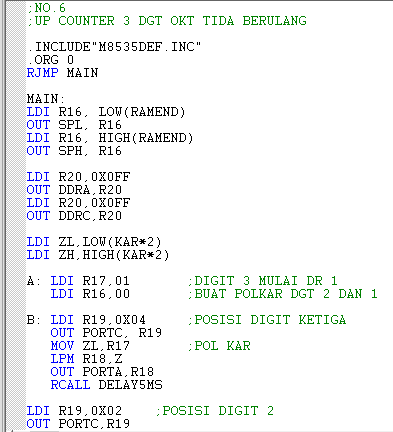 ;NO.6
;UP COUNTER 3 DGT OKT TIDA BERULANG
.INCLUDE"M8535DEF.INC"
.ORG 0
RJMP MAIN
MAIN:
LDI R16, LOW(RAMEND)
OUT SPL, R16
LDI R16, HIGH(RAMEND)
OUT SPH, R16
LDI R20,0X0FF
OUT DDRA,R20
LDI R20,0X0FF
OUT DDRC,R20
LDI ZL,LOW(KAR*2)
LDI ZH,HIGH(KAR*2)
A: LDI R17,01 ;DIGIT 3 MULAI DR 1
LDI R16,00 ;BUAT POLKAR DGT 2 DAN 1
B: LDI R19,0X04 ;POSISI DIGIT KETIGA
OUT PORTC, R19
MOV ZL,R17 ;POL KAR
LPM R18,Z
OUT PORTA,R18
RCALL DELAY5MS
LDI R19,0X02 ;POSISI DIGIT 2
OUT PORTC,R19